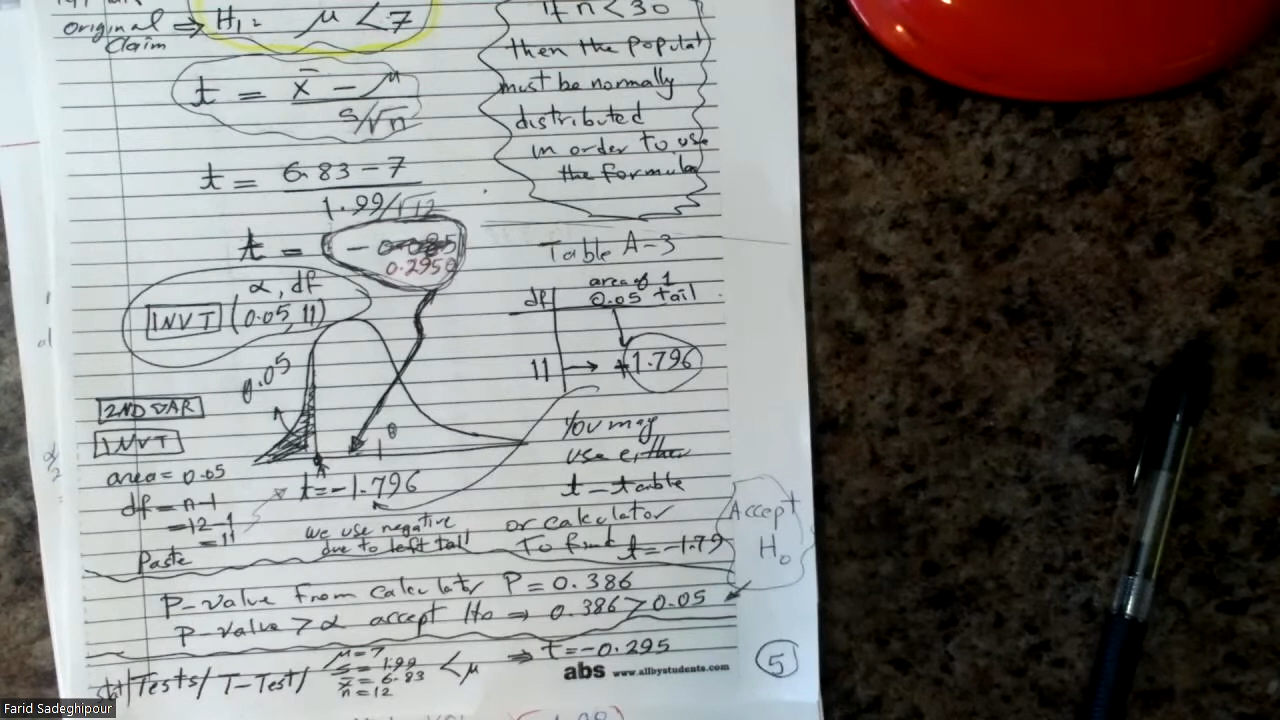 original ⇒ H₁ = μ < 7
claim
t = x̄ - μ
s/√n
t = 6.83 - 7
1.99/√12
t = -
0.295
if n < 30
then the populat
must be normally
distributed
in order to use
the formula
α, df
INVT (0.05, 11)
0.05
2ND VAR
INVT
area = 0.05
df = n-1
= 12-1
= 11
Paste
0
t = -1.796
we use negative
due to left tail
Table A-3
area of 1
df 0.05 tail
11 → 1.796
You may
use either
t-table
or calculator
To find t = -1.79
Accept
H₀
P-value from calculator P = 0.386
P-value > α accept H₀ ⇒ 0.386 > 0.05
Tests/ T-Test/ μ = 7
s = 1.99
x̄ = 6.83
n = 12
< μ ⇒ t = -0.295
abs www.allbystudents.com
5
Farid Sadeghipour